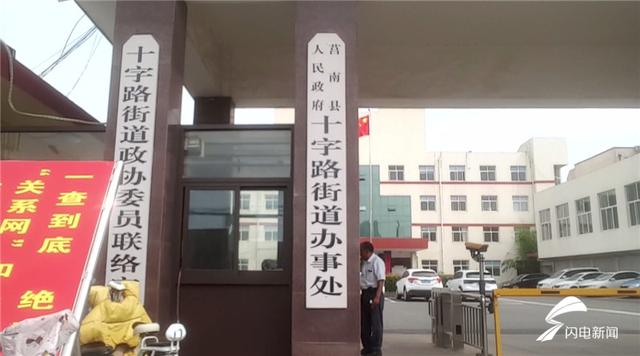 十字路街道政协委员联络
莒南县
人民政府
十字路街道办事处
一查到底
"关系网"和
绝
闪电新闻